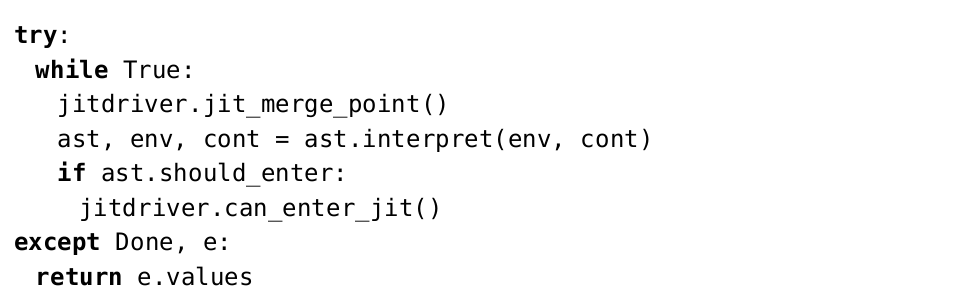 try:
  while True:
    jitdriver.jit_merge_point()
    ast, env, cont = ast.interpret(env, cont)
    if ast.should_enter:
      jitdriver.can_enter_jit()
except Done, e:
  return e.values